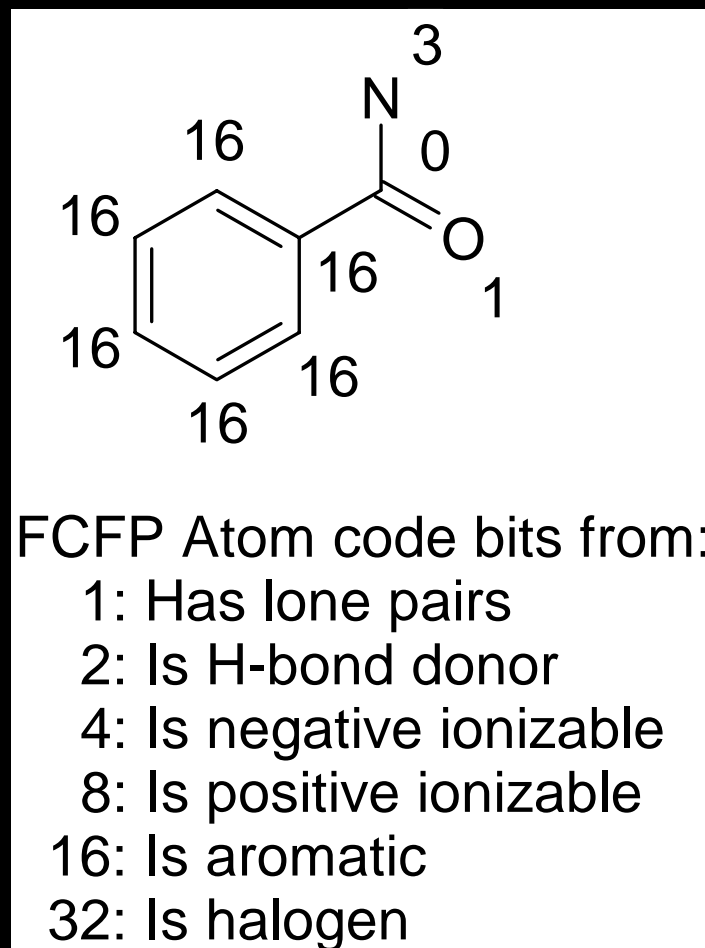 3
N
16
0
16
O
16
1
16
16
16
FCFP Atom code bits from:
1: Has lone pairs
2: Is H-bond donor
4: Is negative ionizable
8: Is positive ionizable
16: Is aromatic
32: Is halogen